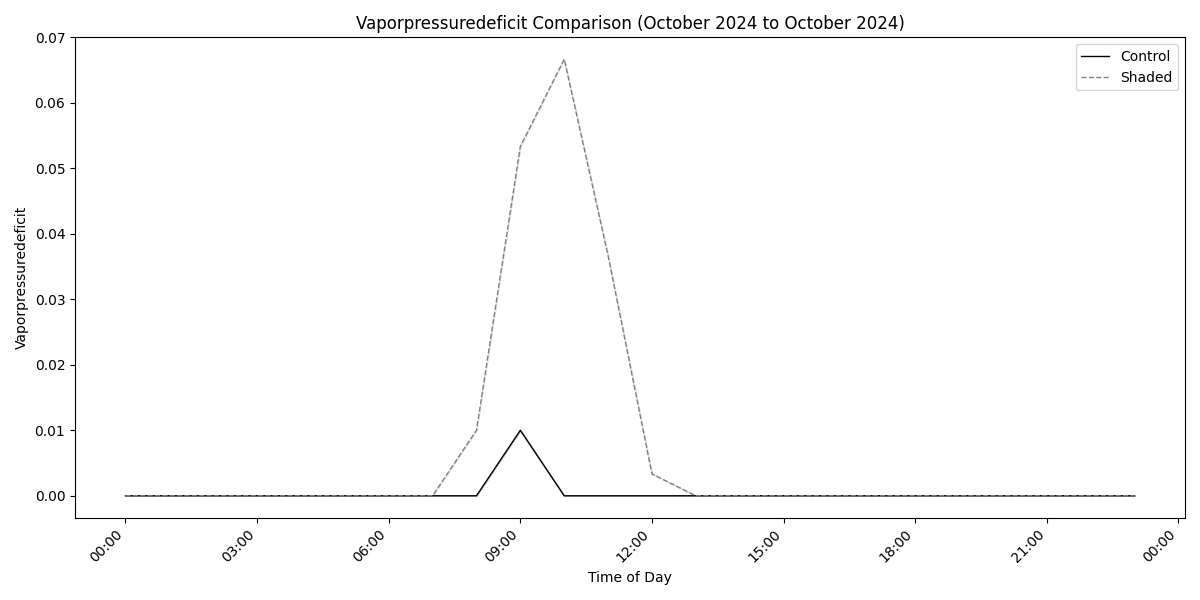 Vaporpressuredeficit Comparison (October 2024 to October 2024)
Control
Shaded
Vaporpressuredeficit
0.07
0.06
0.05
0.04
0.03
0.02
0.01
0.00
00:00 03:00 06:00 09:00 12:00 15:00 18:00 21:00 00:00
Time of Day